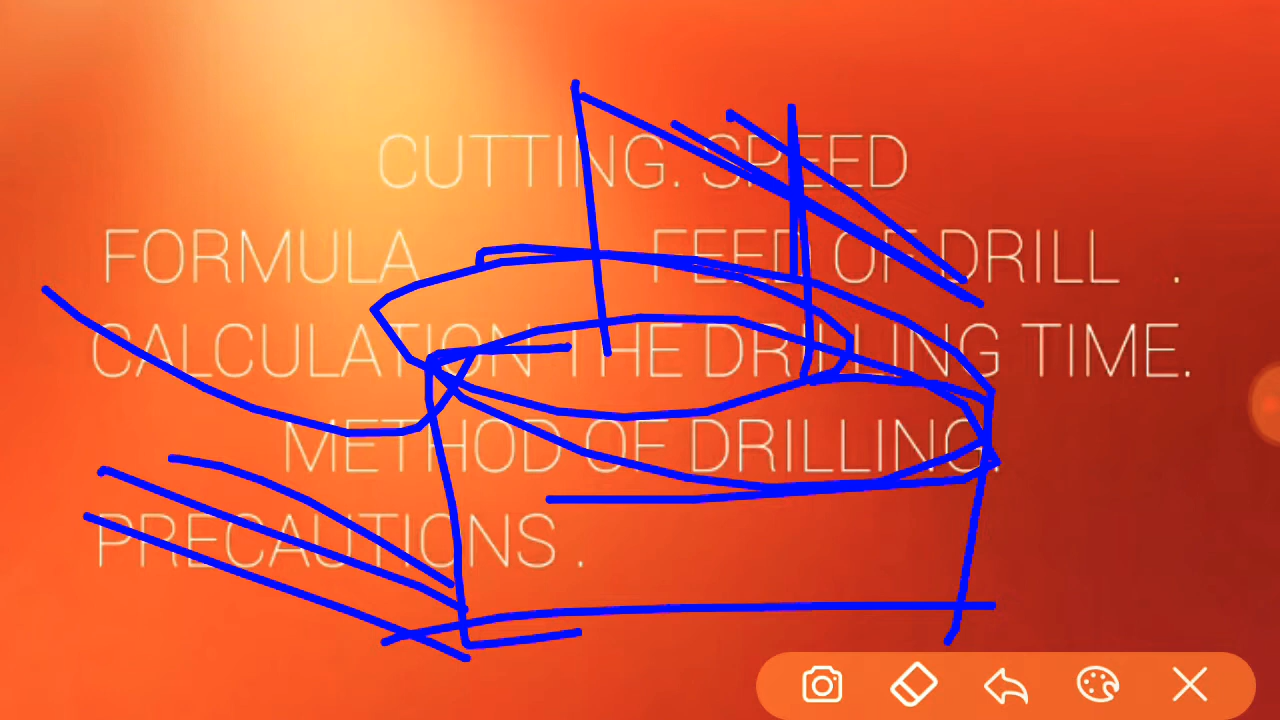 CUTTING. SPEED
FORMULA FEED OF DRILL .
CALCULATION THE DRILLING TIME.
METHOD OF DRILLING.
PRECAUTIONS .